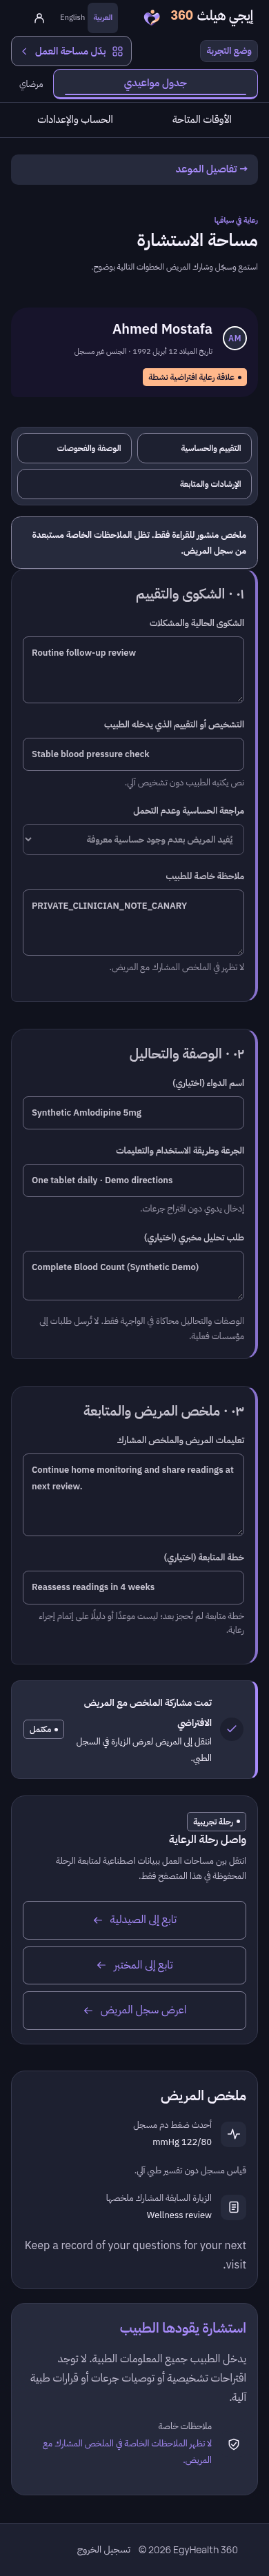 إيجي هيلث 360
العربية
English
وضع التجربة
بدّل مساحة العمل
جدول مواعيدي
مرضاي
الأوقات المتاحة
الحساب والإعدادات
→ تفاصيل الموعد
رعاية في سياقها
مساحة الاستشارة
استمع وسجّل وشارك المريض الخطوات التالية بوضوح.
AM
Ahmed Mostafa
تاريخ الميلاد 12 أبريل 1992 · الجنس غير مسجل
علاقة رعاية افتراضية نشطة
التقييم والحساسية
الوصفة والفحوصات
الإرشادات والمتابعة
ملخص منشور للقراءة فقط. تظل الملاحظات الخاصة مستبعدة
من سجل المريض.
٠١ · الشكوى والتقييم
الشكوى الحالية والمشكلات
Routine follow-up review
التشخيص أو التقييم الذي يدخله الطبيب
Stable blood pressure check
نص يكتبه الطبيب دون تشخيص آلي.
مراجعة الحساسية وعدم التحمل
يُفيد المريض بعدم وجود حساسية معروفة
ملاحظة خاصة للطبيب
PRIVATE_CLINICIAN_NOTE_CANARY
لا تظهر في الملخص المشارك مع المريض.
٠٢ · الوصفة والتحاليل
اسم الدواء (اختياري)
Synthetic Amlodipine 5mg
الجرعة وطريقة الاستخدام والتعليمات
One tablet daily · Demo directions
إدخال يدوي دون اقتراح جرعات.
طلب تحليل مخبري (اختياري)
Complete Blood Count (Synthetic Demo)
الوصفات والتحاليل محاكاة في الواجهة فقط. لا تُرسل طلبات إلى
مؤسسات فعلية.
٠٣ · ملخص المريض والمتابعة
تعليمات المريض والملخص المشارك
Continue home monitoring and share readings at
next review.
خطة المتابعة (اختياري)
Reassess readings in 4 weeks
خطة متابعة لم تُحجز بعد؛ ليست موعدًا أو دليلًا على إتمام إجراء
رعاية.
تمت مشاركة الملخص مع المريض
الافتراضي
انتقل إلى المريض لعرض الزيارة في السجل
الطبي.
مكتمل
رحلة تجريبية
واصل رحلة الرعاية
انتقل بين مساحات العمل ببيانات اصطناعية لمتابعة الرحلة
المحفوظة في هذا المتصفح فقط.
تابع إلى الصيدلية ←
تابع إلى المختبر ←
اعرض سجل المريض ←
ملخص المريض
أحدث ضغط دم مسجل
122/80 mmHg
قياس مسجل دون تفسير طبي آلي.
الزيارة السابقة المشارك ملخصها
Wellness review
Keep a record of your questions for your next
visit.
استشارة يقودها الطبيب
يدخل الطبيب جميع المعلومات الطبية. لا توجد
اقتراحات تشخيصية أو توصيات جرعات أو قرارات طبية
آلية.
ملاحظات خاصة
لا تظهر الملاحظات الخاصة في الملخص المشارك مع
المريض.
© 2026 EgyHealth 360
تسجيل الخروج